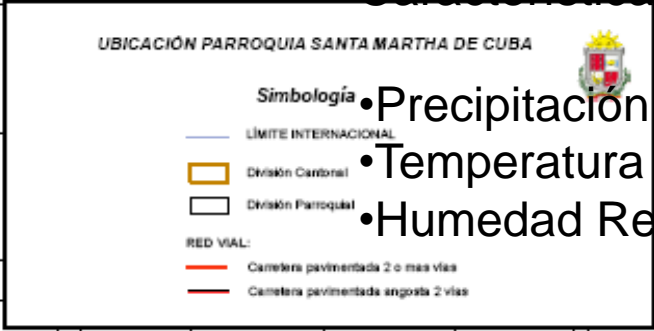 UBICACIÓN PARROQUIA SANTA MARTHA DE CUBA
Simbología
•Precipitación
LÍMITE INTERNACIONAL
•Temperatura
División Cantonal
División Parroquial
•Humedad Re
RED VIAL:
Carretera pavimentada 2 o mas vías
Carretera pavimentada angosta 2 vías